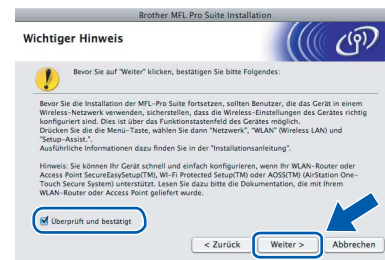 Brother MFL Pro Suite Installation
Wichtiger Hinweis
Bevor Sie auf "Weiter" klicken, bestätigen Sie bitte Folgendes:
Bevor Sie die Installation der MFL-Pro Suite fortsetzen, sollten Benutzer, die das Gerät in einem
Wireless-Netzwerk verwenden, sicherstellen, dass die Wireless-Einstellungen des Gerätes richtig
konfiguriert sind. Dies ist über das Funktionstastenfeld des Gerätes möglich.
Drücken Sie die die Menü-Taste, wählen Sie dann "Netzwerk", "WLAN" (Wireless LAN) und
"Setup-Assist.".
Ausführliche Informationen dazu finden Sie in der "Installationsanleitung".
Hinweis: Sie können Ihr Gerät schnell und einfach konfigurieren, wenn Ihr WLAN-Router oder
Access Point SecureEasySetup(TM), Wi-Fi Protected Setup(TM) oder AOSS(TM) (AirStation One-
Touch Secure System) unterstützt. Lesen Sie dazu bitte die Dokumentation, die mit Ihrem
WLAN-Router oder Access Point geliefert wurde.
Überprüft und bestätigt
< Zurück Weiter > Abbrechen